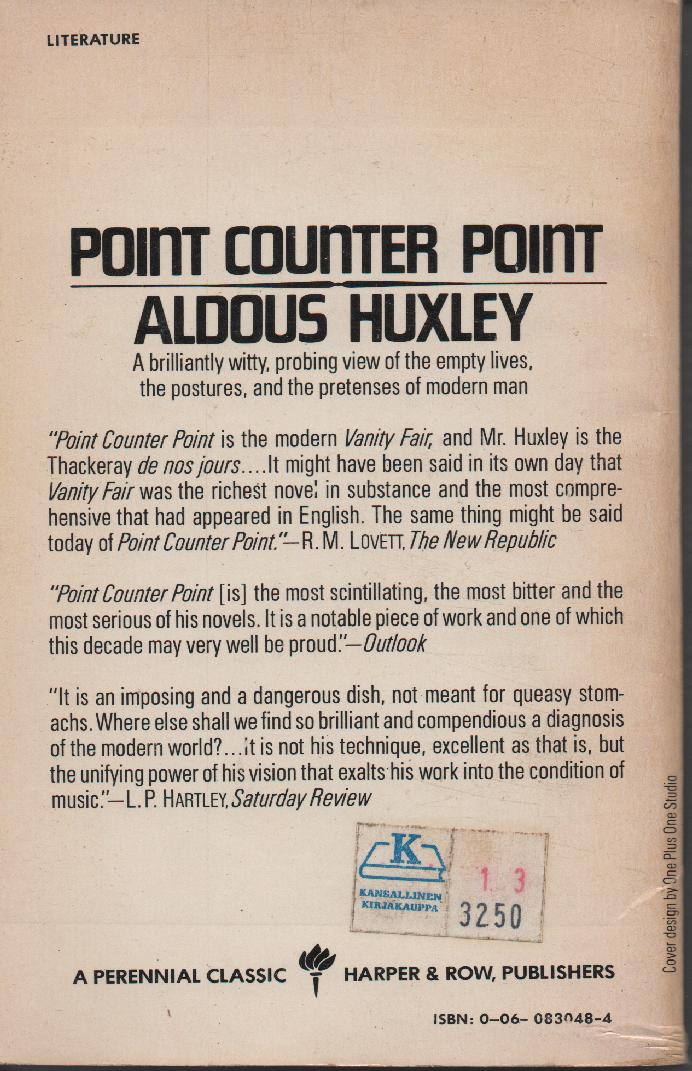 LITERATURE
POINT COUNTER POINT
ALDOUS HUXLEY
A brilliantly witty, probing view of the empty lives,
the postures, and the pretenses of modern man
"Point Counter Point is the modern Vanity Fair, and Mr. Huxley is the
Thackeray de nos jours....It might have been said in its own day that
Vanity Fair was the richest novel in substance and the most compre-
hensive that had appeared in English. The same thing might be said
today of Point Counter Point."—R. M. LOVETT, The New Republic
"Point Counter Point [is] the most scintillating, the most bitter and the
most serious of his novels. It is a notable piece of work and one of which
this decade may very well be proud."—Outlook
"It is an imposing and a dangerous dish, not meant for queasy stom-
achs. Where else shall we find so brilliant and compendious a diagnosis
of the modern world?...it is not his technique, excellent as that is, but
the unifying power of his vision that exalts his work into the condition of
music."—L. P. HARTLEY, Saturday Review
K
KANSALLINEN
KIRJAKAUPPA
1 3
3250
A PERENNIAL CLASSIC HARPER & ROW, PUBLISHERS
ISBN: 0-06-083048-4
Cover design by One Plus One Studio